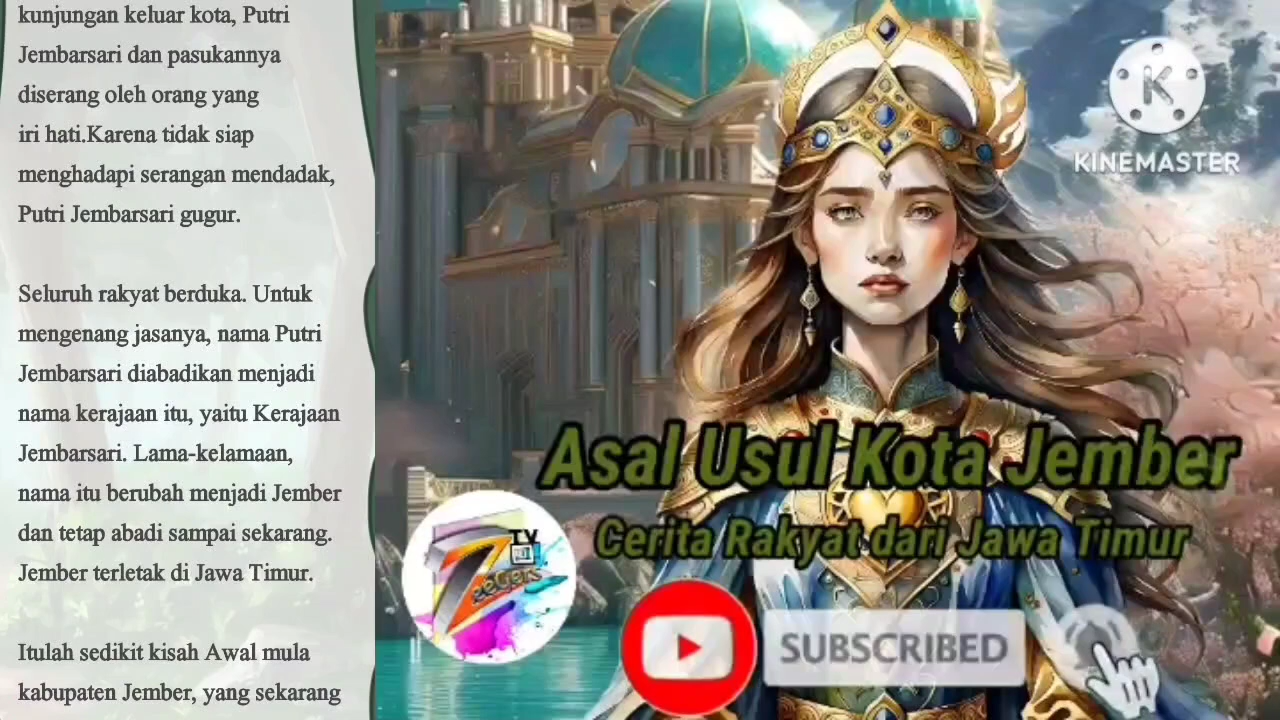 kunjungan keluar kota, Putri
Jembarsari dan pasukannya
diserang oleh orang yang
iri hati.Karena tidak siap
menghadapi serangan mendadak,
Putri Jembarsari gugur.
Seluruh rakyat berduka. Untuk
mengenang jasanya, nama Putri
Jembarsari diabadikan menjadi
nama kerajaan itu, yaitu Kerajaan
Jembarsari. Lama-kelamaan,
nama itu berubah menjadi Jember
dan tetap abadi sampai sekarang.
Jember terletak di Jawa Timur.
Itulah sedikit kisah Awal mula
kabupaten Jember, yang sekarang
K
KINEMASTER
Asal Usul Kota Jember
Cerita Rakyat dari Jawa Timur
TV
SUBSCRIBED